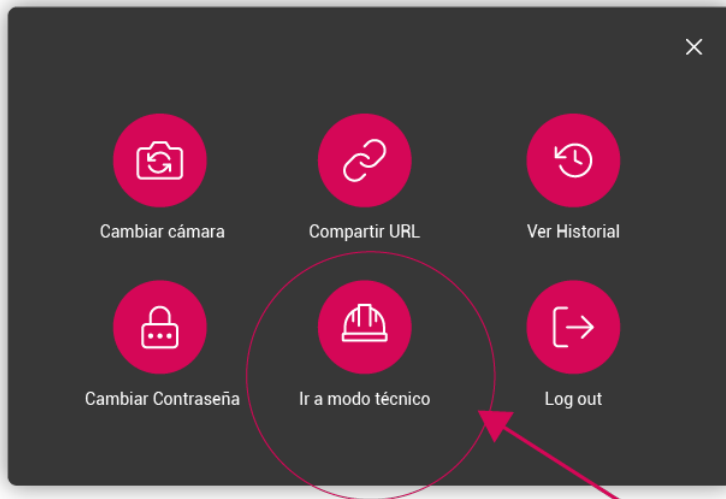 Cambiar cámara
Compartir URL
Ver Historial
Cambiar Contraseña
Ir a modo técnico
Log out